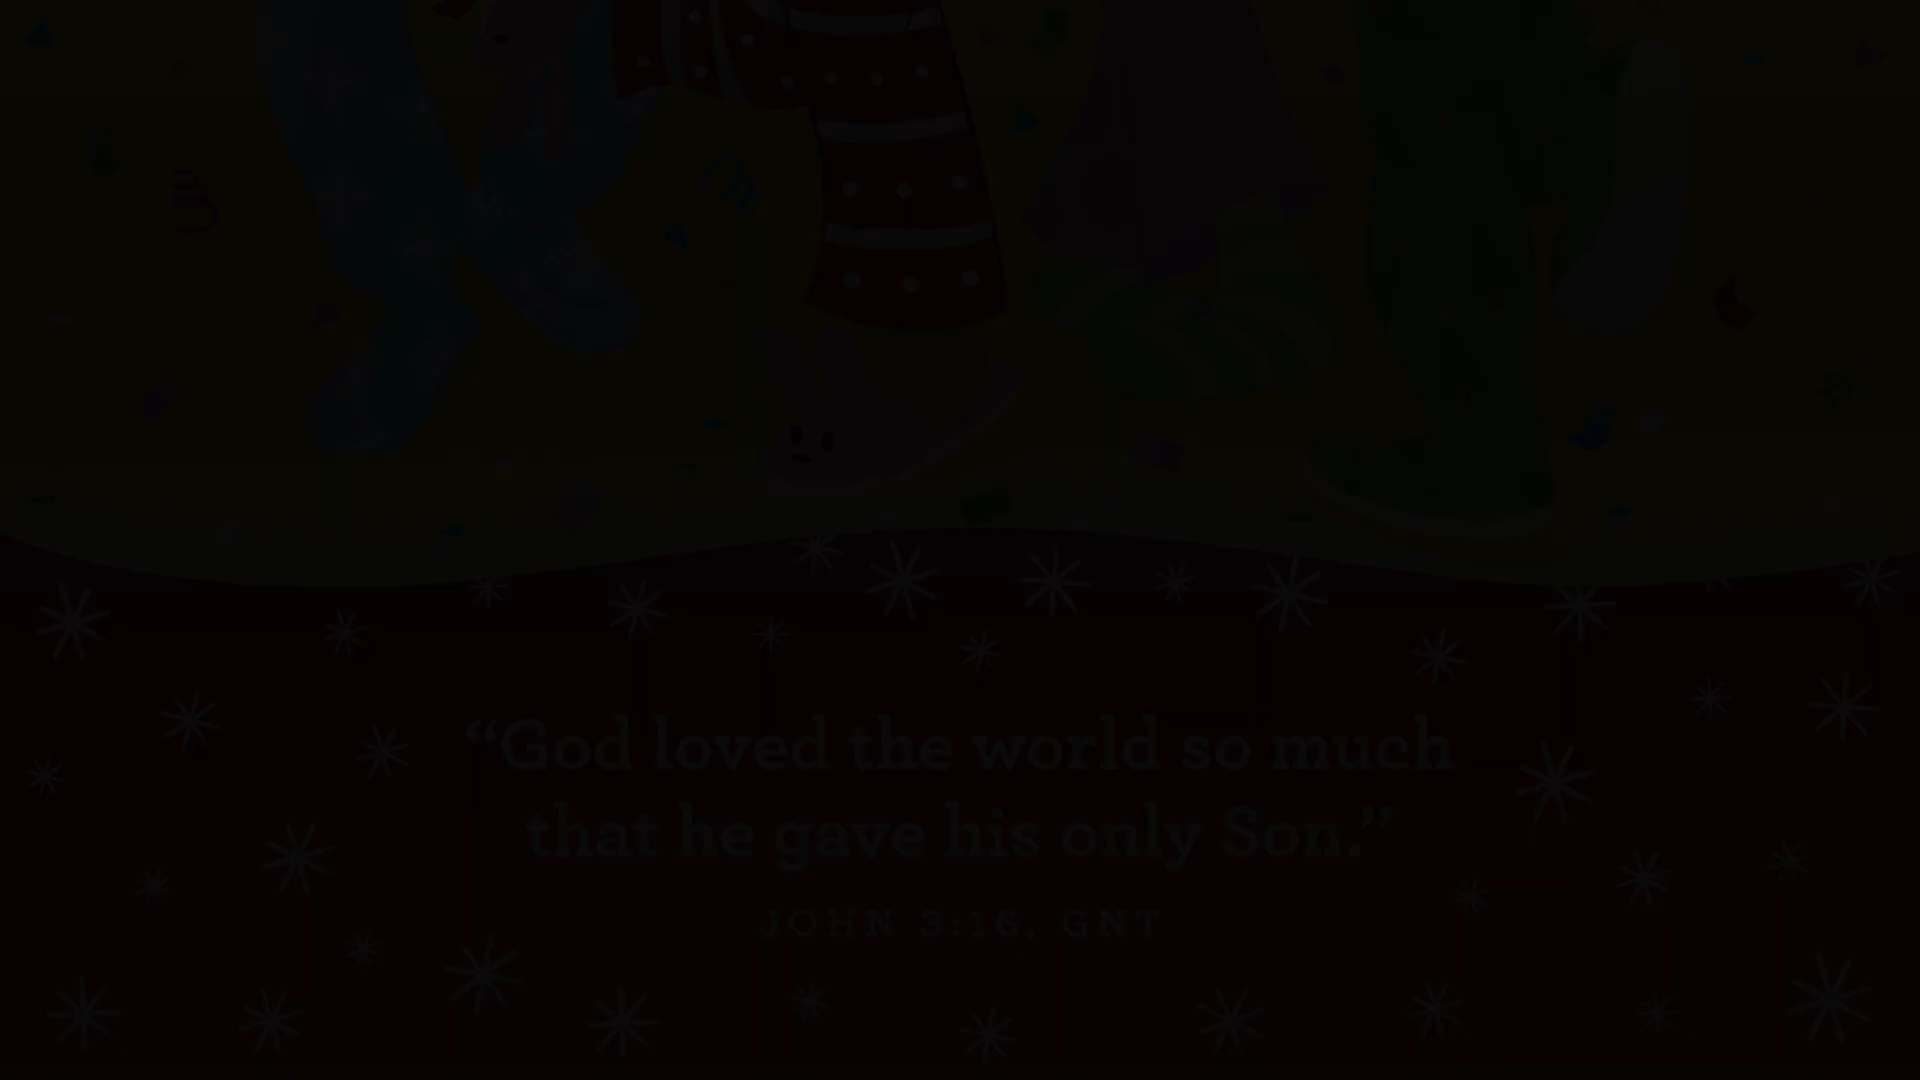 “God loved the world so much
that he gave his only Son.”
JOHN 3:16, GNT